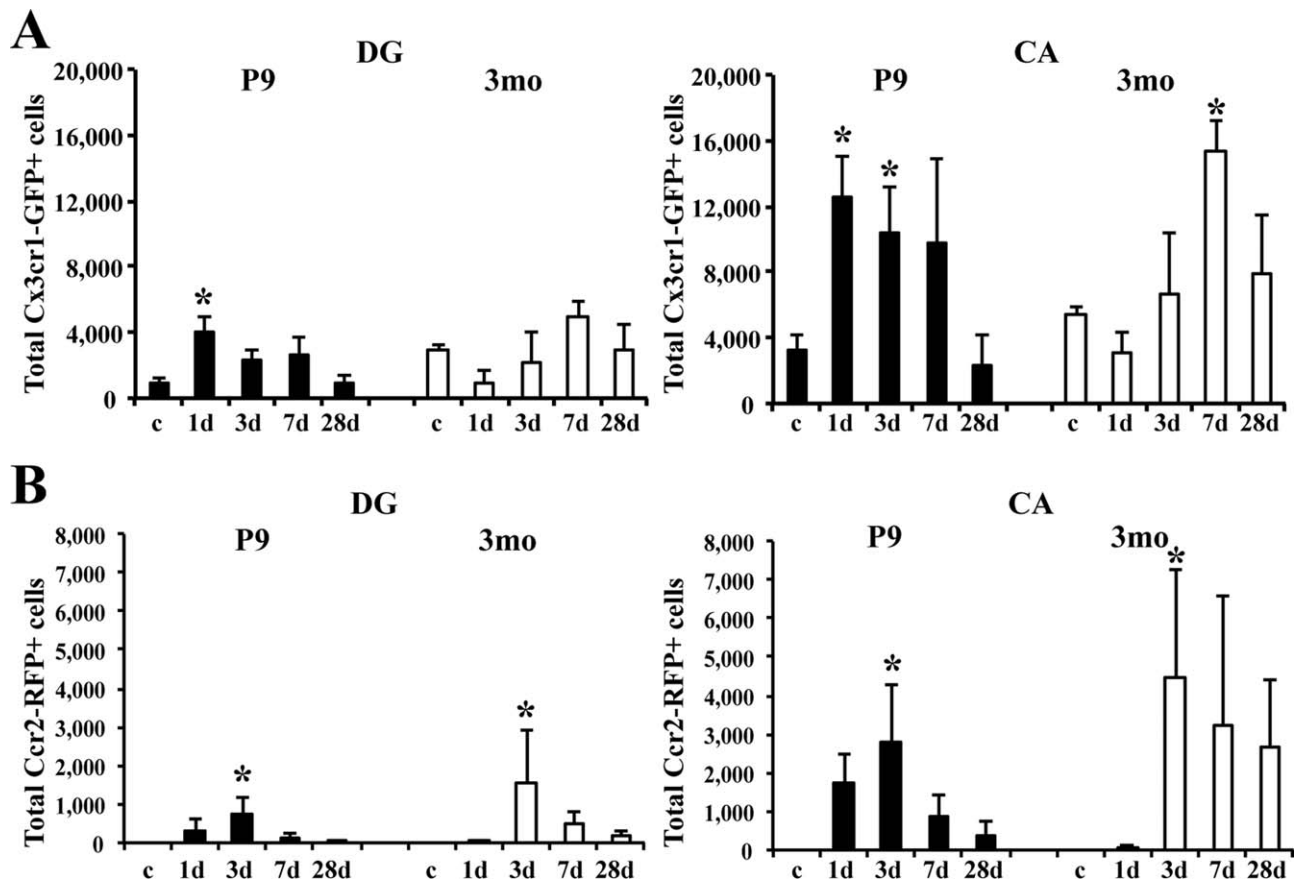 A
DG
P9 3mo
Total Cx3cr1-GFP+ cells
20,000
16,000
12,000
8,000
4,000
0
*
c 1d 3d 7d 28d c 1d 3d 7d 28d
CA
P9 3mo
Total Cx3cr1-GFP+ cells
20,000
16,000
12,000
8,000
4,000
0
* * *
c 1d 3d 7d 28d c 1d 3d 7d 28d
B
DG
P9 3mo
Total Ccr2-RFP+ cells
8,000
7,000
6,000
5,000
4,000
3,000
2,000
1,000
0
* *
c 1d 3d 7d 28d c 1d 3d 7d 28d
CA
P9 3mo
Total Ccr2-RFP+ cells
8,000
7,000
6,000
5,000
4,000
3,000
2,000
1,000
0
* *
c 1d 3d 7d 28d c 1d 3d 7d 28d